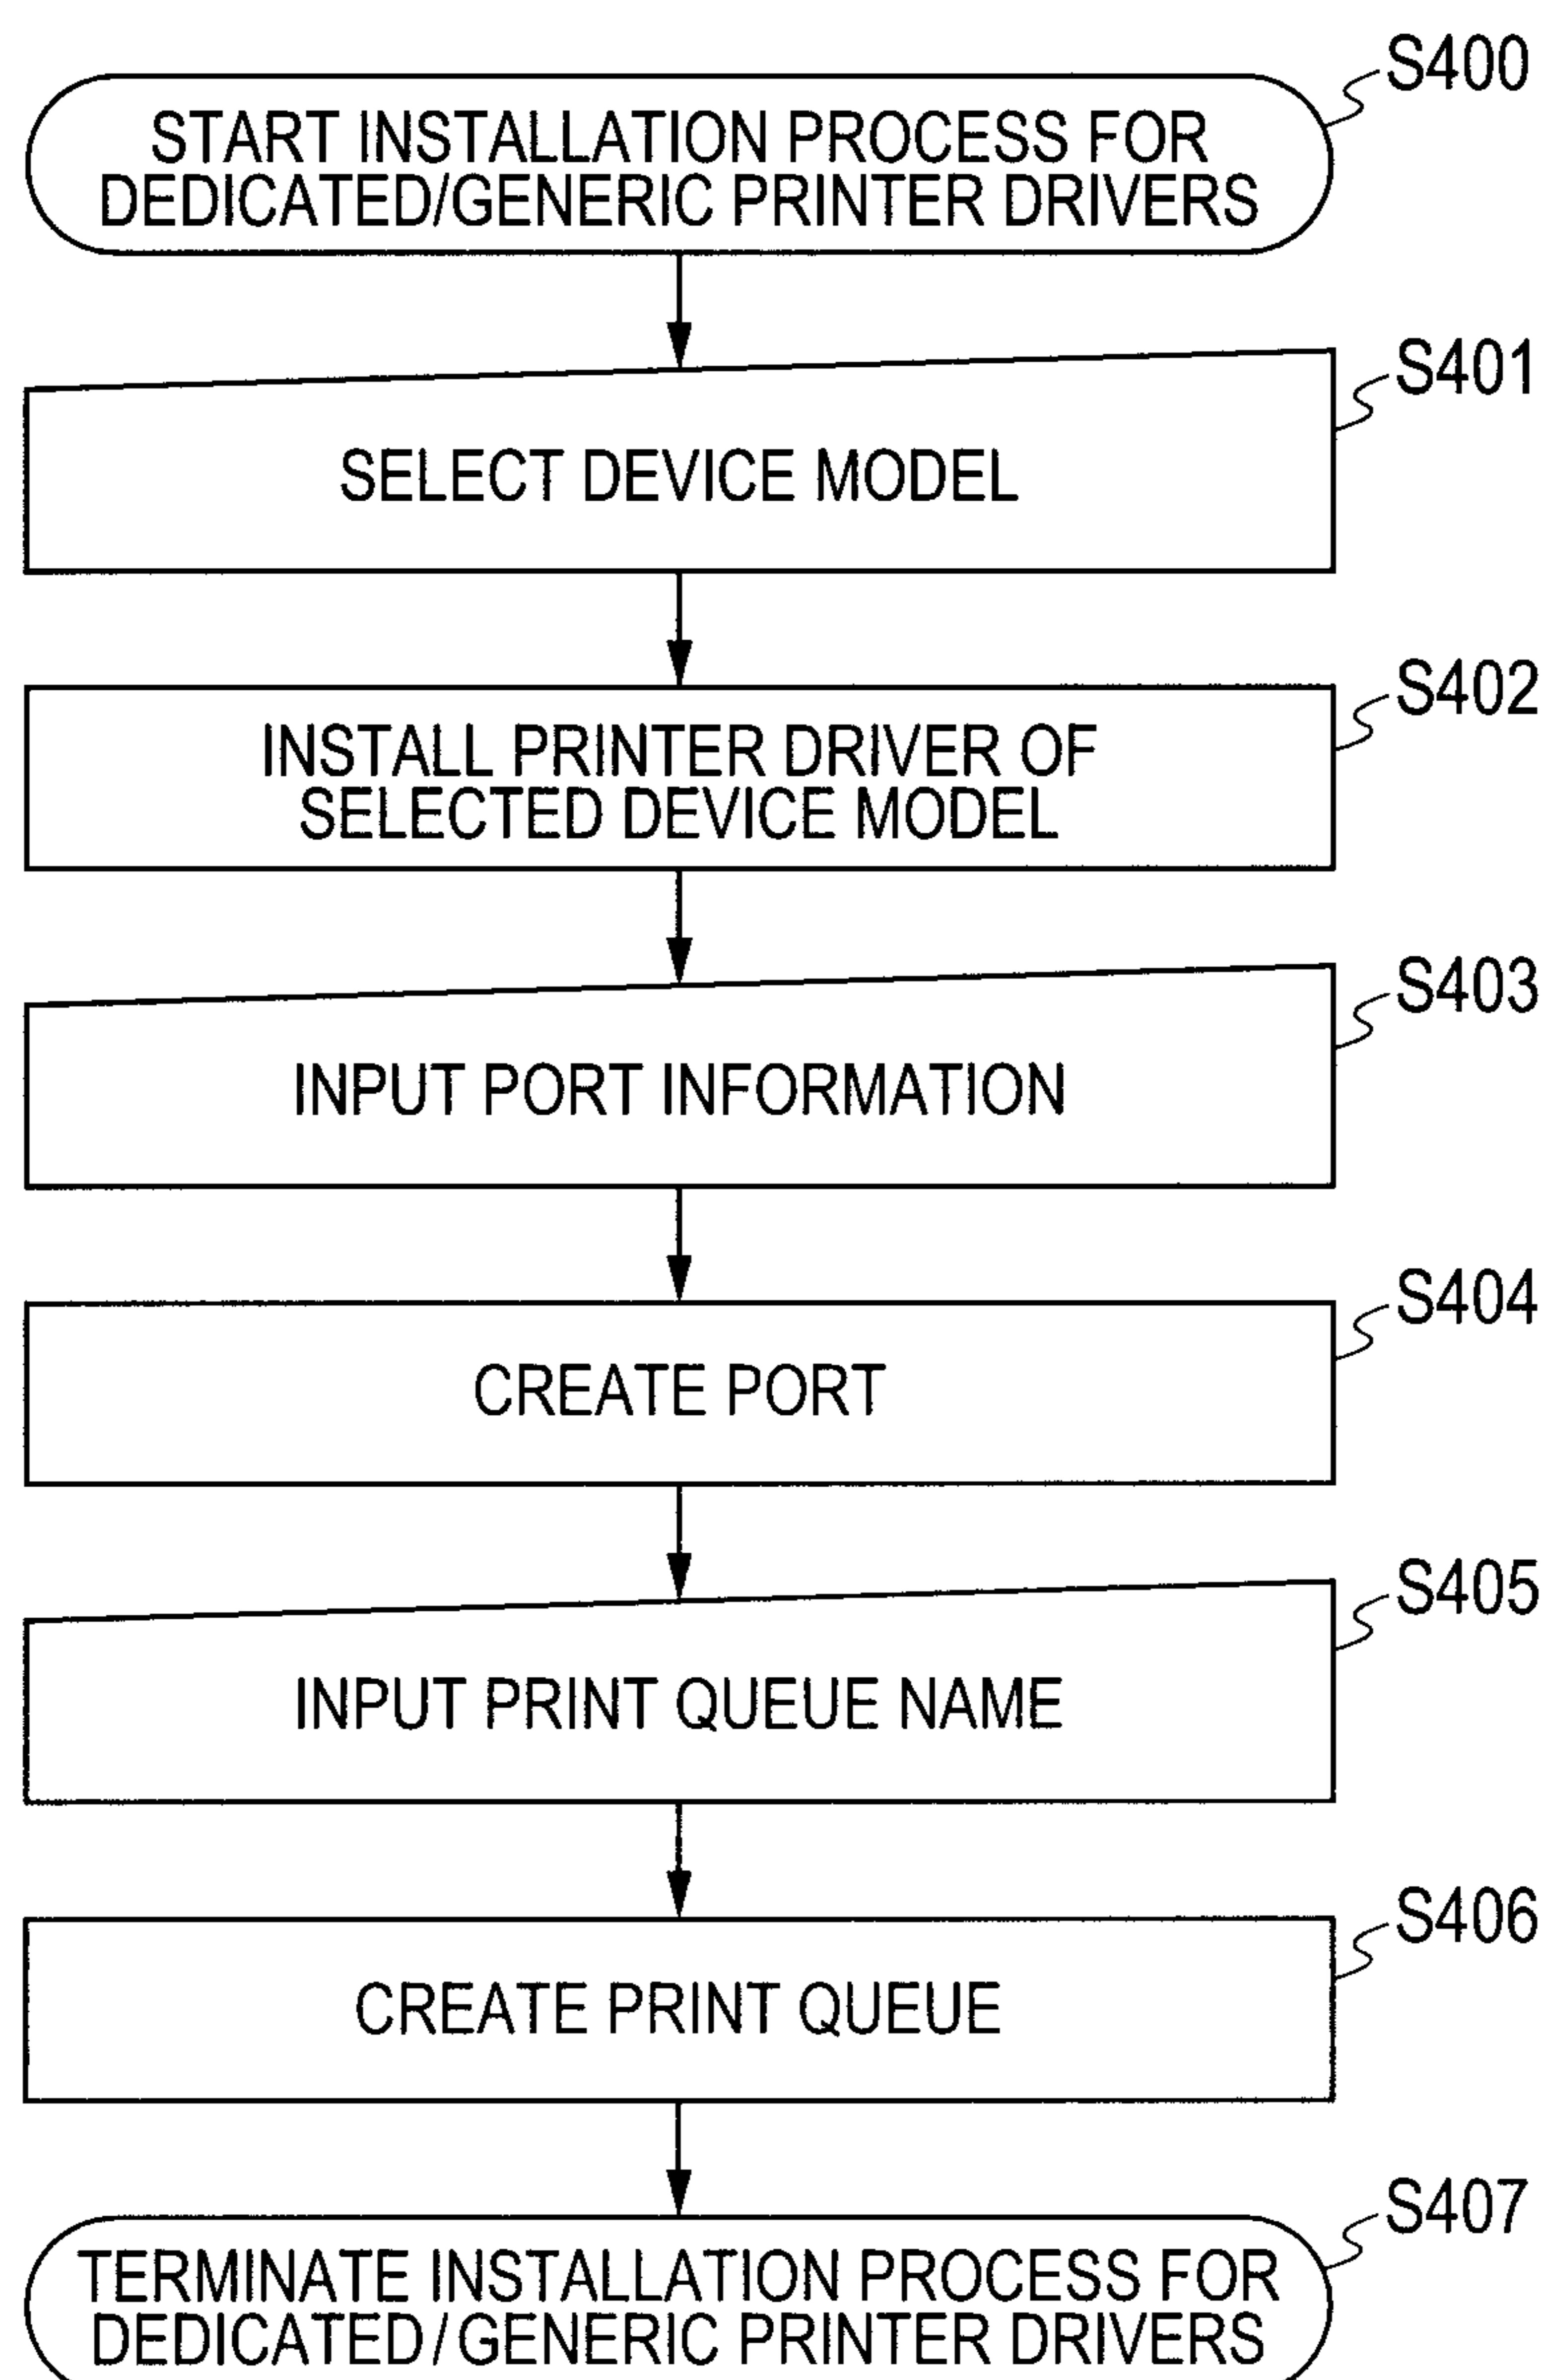 S400
START INSTALLATION PROCESS FOR
DEDICATED/GENERIC PRINTER DRIVERS
S401
SELECT DEVICE MODEL
S402
INSTALL PRINTER DRIVER OF
SELECTED DEVICE MODEL
S403
INPUT PORT INFORMATION
S404
CREATE PORT
S405
INPUT PRINT QUEUE NAME
S406
CREATE PRINT QUEUE
S407
TERMINATE INSTALLATION PROCESS FOR
DEDICATED/GENERIC PRINTER DRIVERS